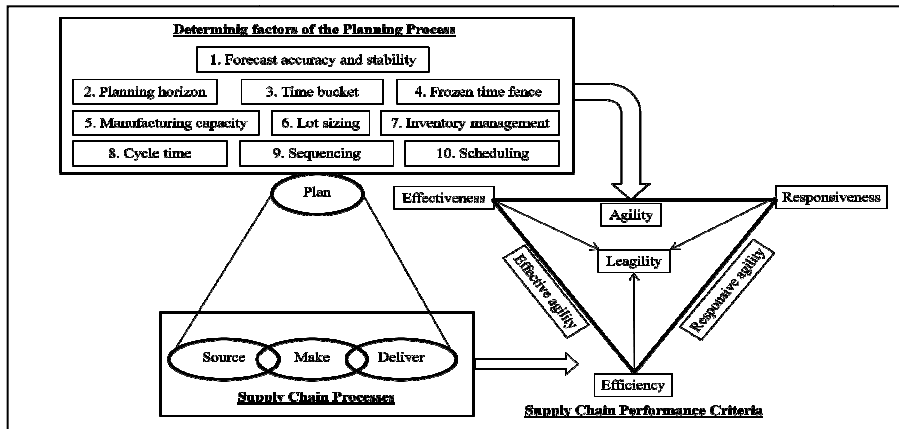 Determinig factors of the Planning Process
1. Forecast accuracy and stability
2. Planning horizon
3. Time bucket
4. Frozen time fence
5. Manufacturing capacity
6. Lot sizing
7. Inventory management
8. Cycle time
9. Sequencing
10. Scheduling
Plan
Effectiveness
Responsiveness
Agility
Leagility
Effective agility
Responsive agility
Source
Make
Deliver
Efficiency
Supply Chain Processes
Supply Chain Performance Criteria